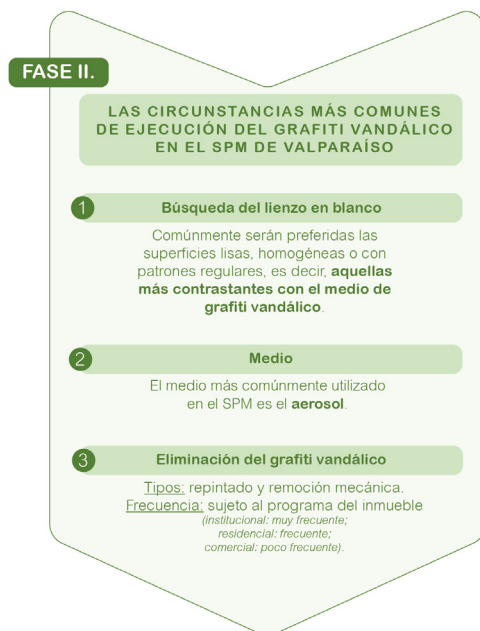 FASE II.
LAS CIRCUNSTANCIAS MÁS COMUNES
DE EJECUCIÓN DEL GRAFITI VANDÁLICO
EN EL SPM DE VALPARAÍSO
1 Búsqueda del lienzo en blanco
Comúnmente serán preferidas las
superficies lisas, homogéneas o con
patrones regulares, es decir, aquellas
más contrastantes con el medio de
grafiti vandálico.
2 Medio
El medio más comúnmente utilizado
en el SPM es el aerosol.
3 Eliminación del grafiti vandálico
Tipos: repintado y remoción mecánica.
Frecuencia: sujeto al programa del inmueble
(institucional: muy frecuente;
residencial: frecuente;
comercial: poco frecuente).